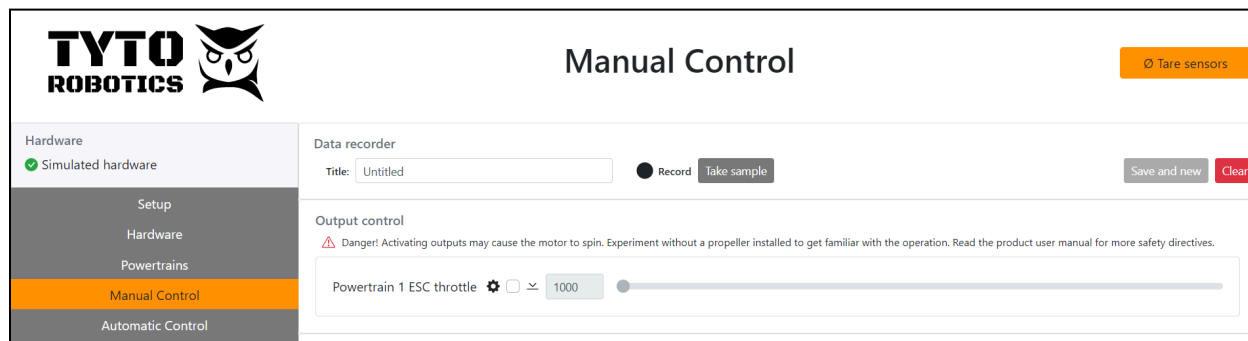 TYTO
ROBOTICS
Manual Control
Ø Tare sensors
Hardware
Simulated hardware
Setup
Hardware
Powertrains
Manual Control
Automatic Control
Data recorder
Title: Untitled Record Take sample Save and new Clear
Output control
Danger! Activating outputs may cause the motor to spin. Experiment without a propeller installed to get familiar with the operation. Read the product user manual for more safety directives.
Powertrain 1 ESC throttle 1000